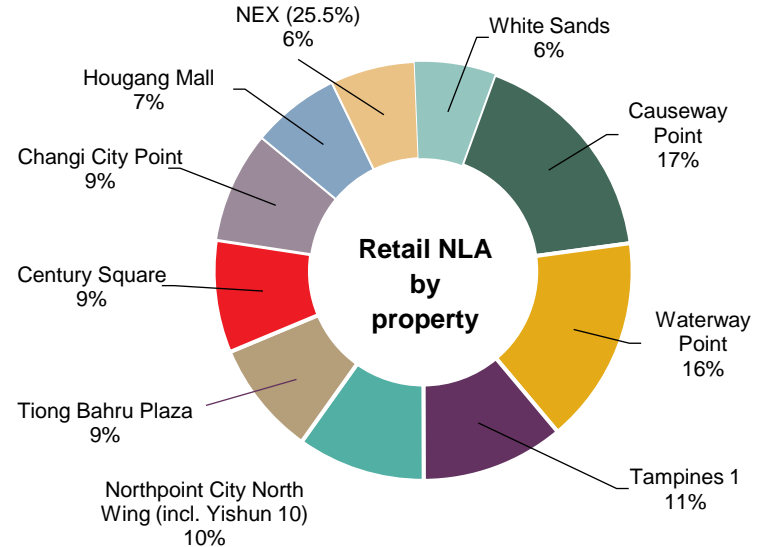 NEX (25.5%)
6%
White Sands
6%
Hougang Mall
7%
Causeway
Point
17%
Changi City Point
9%
Retail NLA
by
property
Century Square
9%
Waterway
Point
16%
Tiong Bahru Plaza
9%
Tampines 1
11%
Northpoint City North
Wing (incl. Yishun 10)
10%